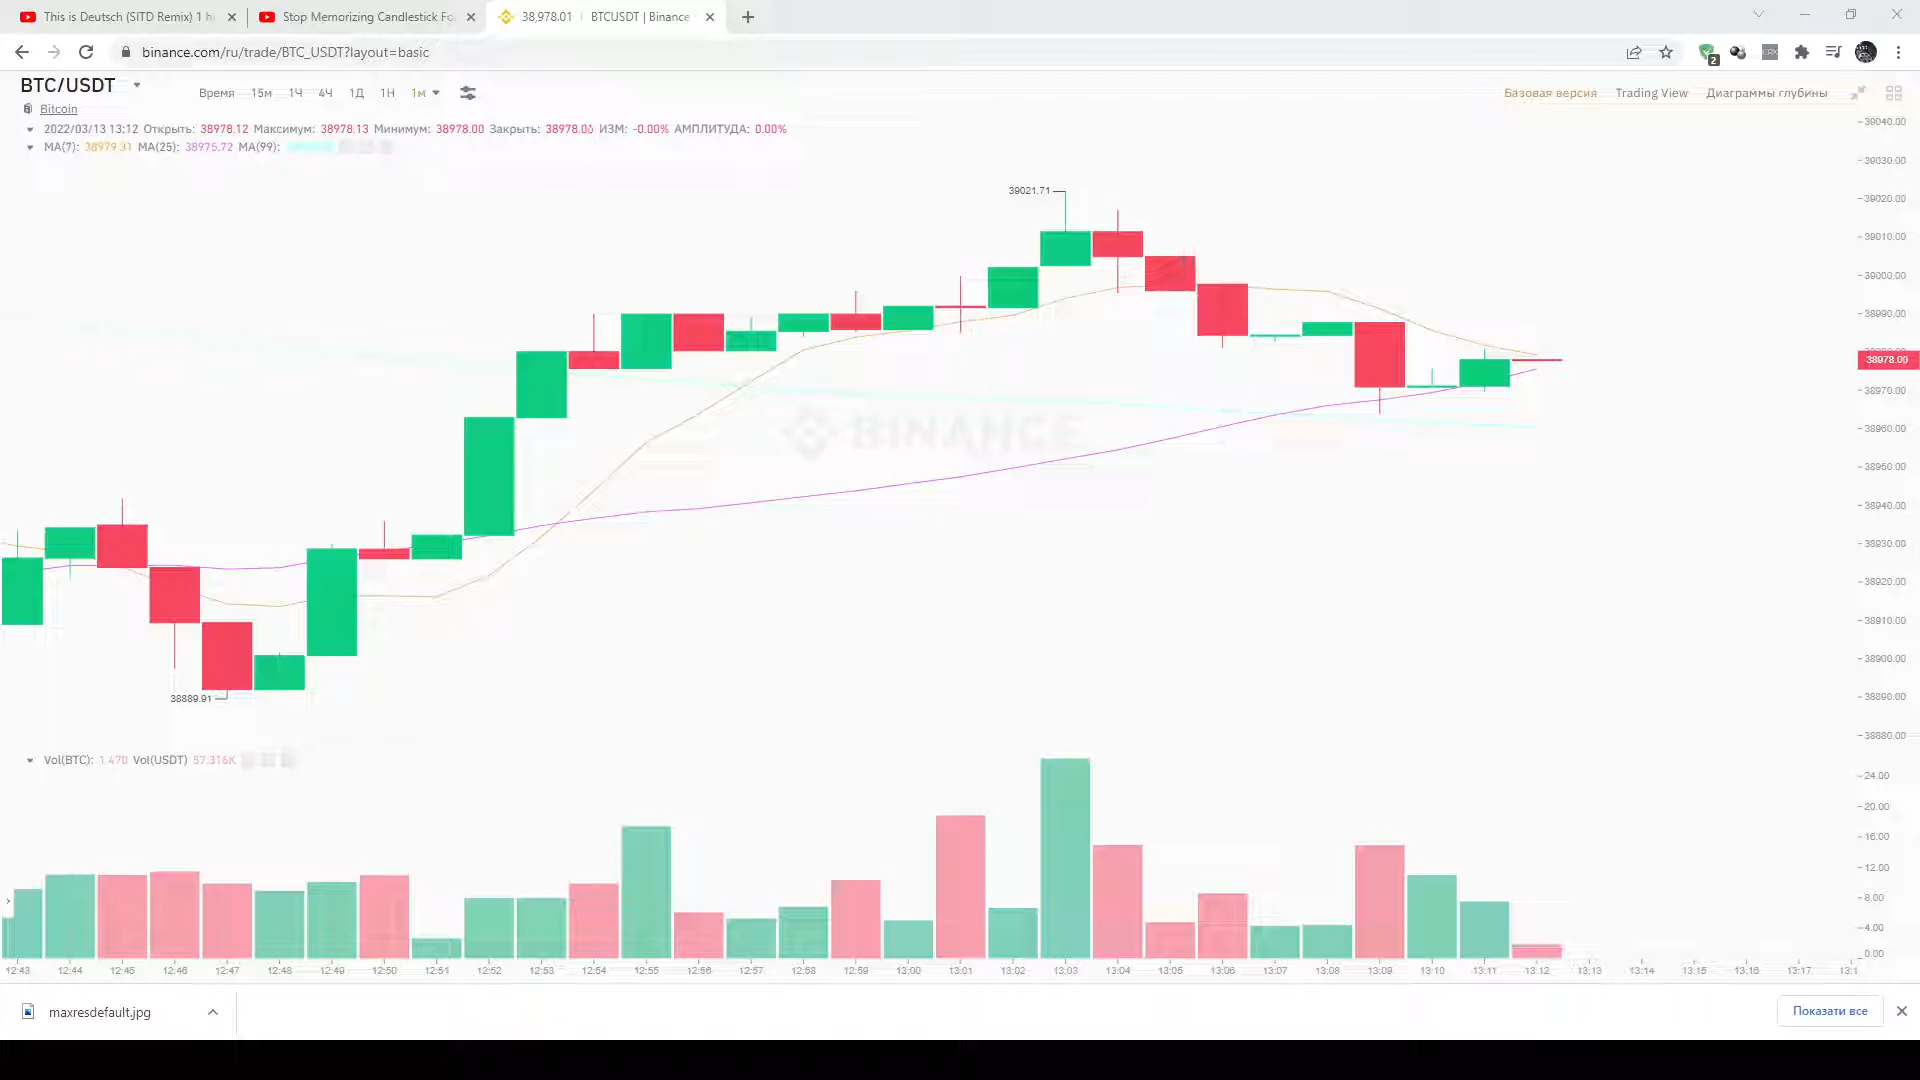 This is Deutsch (SITD Remix) 1 h
Stop Memorizing Candlestick Fo
38,978.01 | BTCUSDT | Binance
binance.com/ru/trade/BTC_USDT?layout=basic
2
BTC/USDT
Время 15м 1Ч 4Ч 1Д 1Н 1м
Базовая версия Trading View Диаграммы глубины
Bitcoin
2022/03/13 13:12 Открыть: 38978.12 Максимум: 38978.13 Минимум: 38978.00 Закрыть: 38978.00 ИЗМ: -0.00% АМПЛИТУДА: 0.00%
MA(7): 38979.31 MA(25): 38975.72 MA(99):
39040.00
39030.00
39020.00
39010.00
39000.00
38990.00
38978.00
38970.00
38960.00
38950.00
38940.00
38930.00
38920.00
38910.00
38900.00
38890.00
38880.00
39021.71
BINANCE
38889.91
Vol(BTC): 1.470 Vol(USDT) 57.316K
24.00
20.00
16.00
12.00
8.00
4.00
0.00
12:43 12:44 12:45 12:46 12:47 12:48 12:49 12:50 12:51 12:52 12:53 12:54 12:55 12:56 12:57 12:58 12:59 13:00 13:01 13:02 13:03 13:04 13:05 13:06 13:07 13:08 13:09 13:10 13:11 13:12 13:13 13:14 13:15 13:16 13:17 13:1
maxresdefault.jpg
Показати все